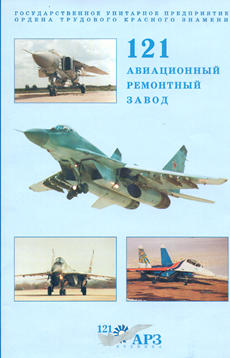 ГОСУДАРСТВЕННОЕ УНИТАРНОЕ ПРЕДПРИЯТИЕ
ОРДЕНА ТРУДОВОГО КРАСНОГО ЗНАМЕНИ
121
АВИАЦИОННЫЙ
РЕМОНТНЫЙ
ЗАВОД
121 АРЗ